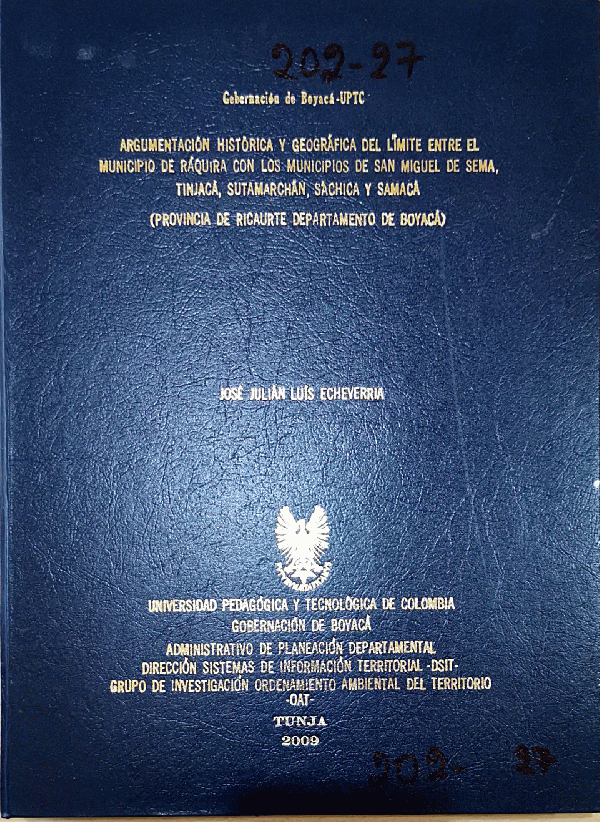 202-27
Gobernación de Boyacá-UPTC
ARGUMENTACIÓN HISTÓRICA Y GEOGRÁFICA DEL LÍMITE ENTRE EL
MUNICIPIO DE RÁQUIRA CON LOS MUNICIPIOS DE SAN MIGUEL DE SEMA,
TINJACÁ, SUTAMARCHÁN, SÁCHICA Y SAMACÁ
(PROVINCIA DE RICAURTE DEPARTAMENTO DE BOYACÁ)
JOSÉ JULIÁN LUÍS ECHEVERRIA
UNIVERSIDAD PEDAGÓGICA Y TECNOLÓGICA DE COLOMBIA
GOBERNACIÓN DE BOYACÁ
ADMINISTRATIVO DE PLANEACIÓN DEPARTAMENTAL
DIRECCIÓN SISTEMAS DE INFORMACIÓN TERRITORIAL -DSIT-
GRUPO DE INVESTIGACIÓN ORDENAMIENTO AMBIENTAL DEL TERRITORIO
-OAT-
TUNJA
2009
202- 27